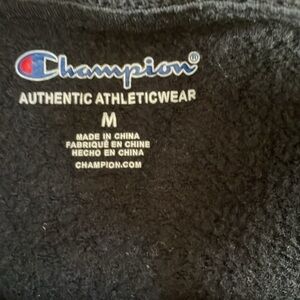 Champion®
AUTHENTIC ATHLETICWEAR
M
MADE IN CHINA
FABRIQUÉ EN CHINE
HECHO EN CHINA
CHAMPION.COM